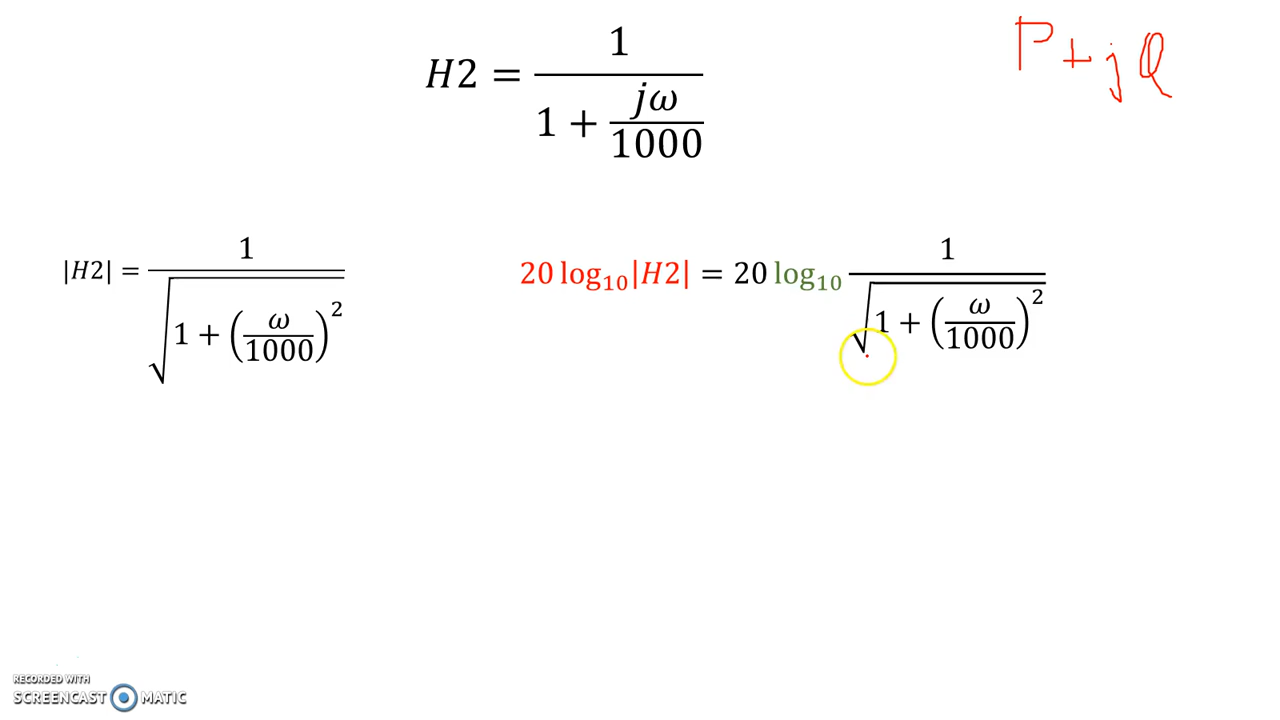 H2 = 1 / (1 + jω/1000)
P + jQ
|H2| = 1 / √(1 + (ω/1000)²)
20 log₁₀|H2| = 20 log₁₀ 1 / √(1 + (ω/1000)²)
RECORDED WITH
SCREENCAST MATIC